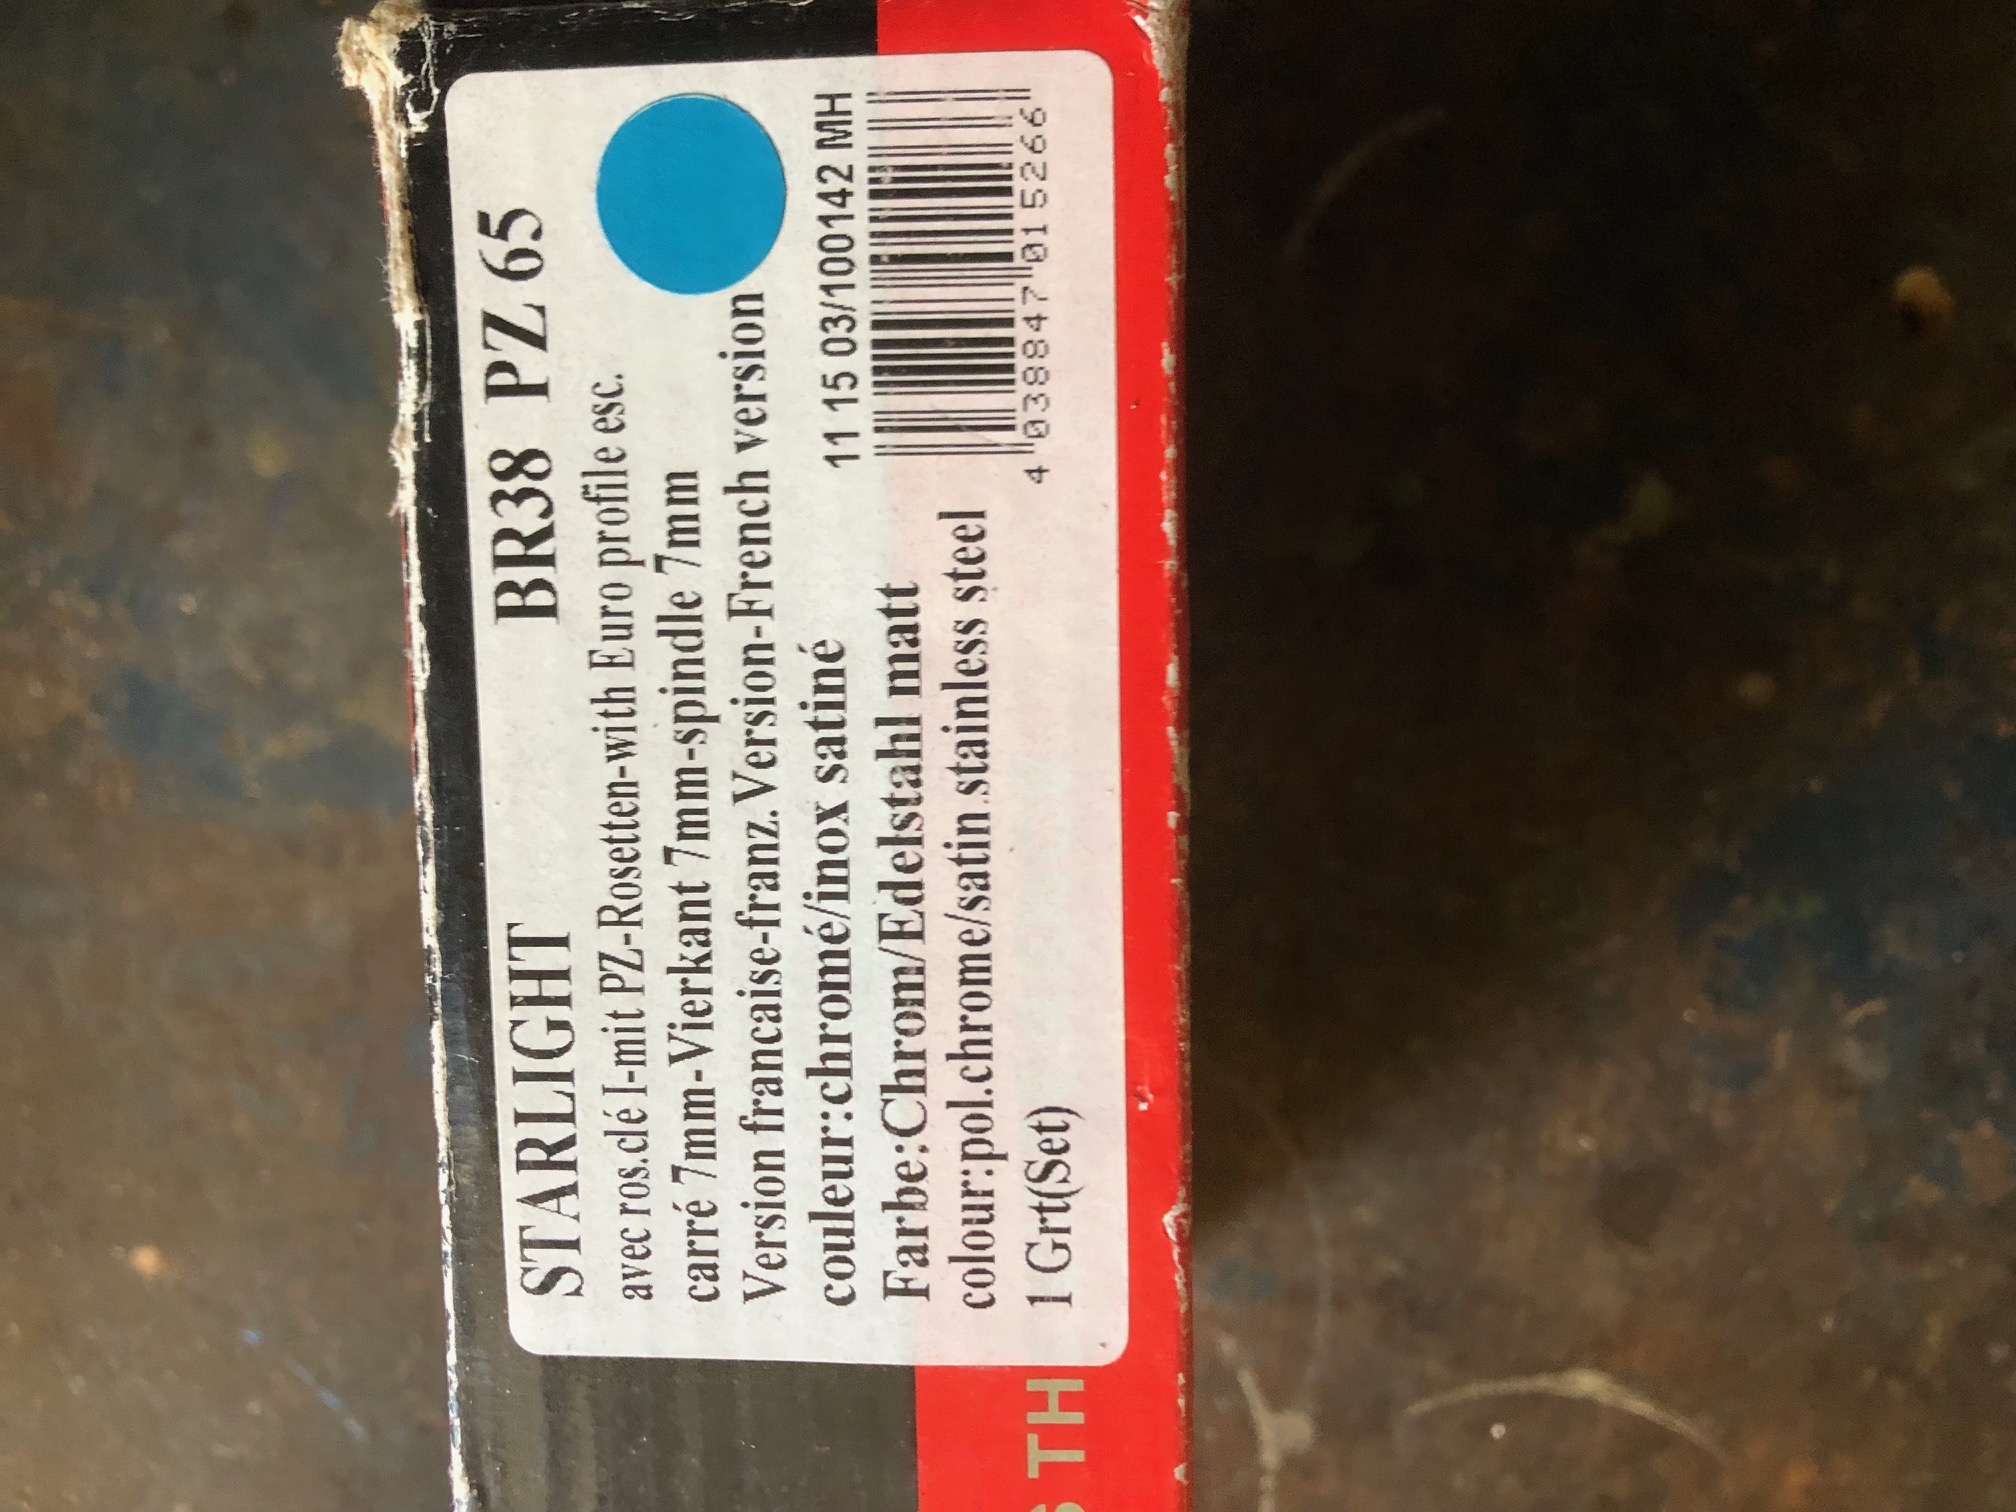 STARLIGHT BR38 PZ 65
avec ros.clé I-mit PZ-Rosetten-with Euro profile esc.
carré 7mm-Vierkant 7mm-spindle 7mm
Version francaise-franz.Version-French version
couleur:chromé/inox satiné
11 15 03/100142 MH
Farbe:Chrom/Edelstahl matt
colour:pol.chrome/satin.stainless steel
1 Grt(Set)
4 038847 015266
TH